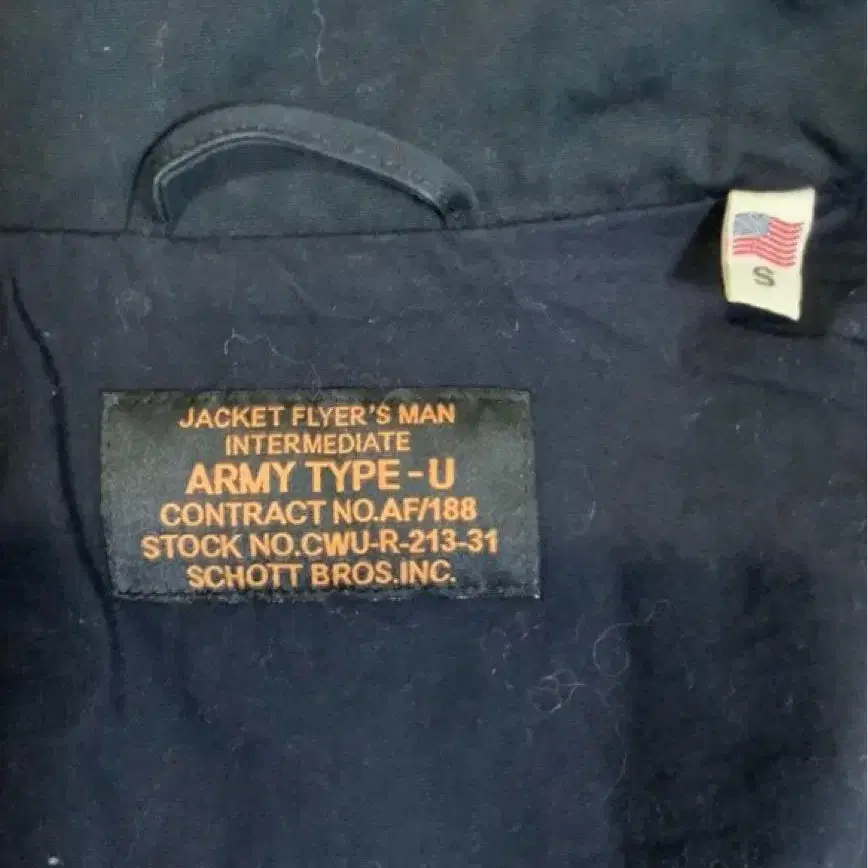 S
JACKET FLYER'S MAN
INTERMEDIATE
ARMY TYPE-U
CONTRACT NO.AF/188
STOCK NO.CWU-R-213-31
SCHOTT BROS.INC.